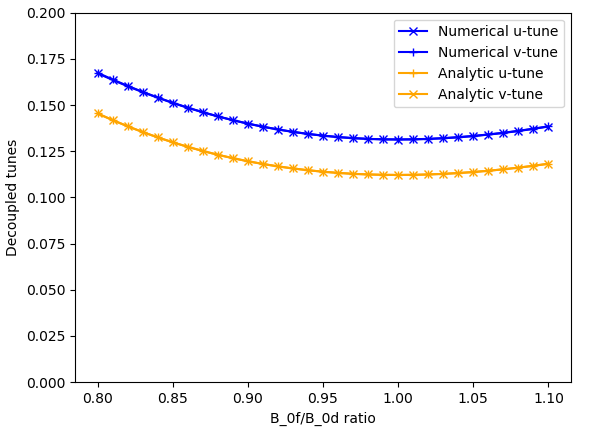 0.200
0.175
0.150
0.125
0.100
0.075
0.050
0.025
0.000
Decoupled tunes
Numerical u-tune
Numerical v-tune
Analytic u-tune
Analytic v-tune
0.80 0.85 0.90 0.95 1.00 1.05 1.10
B_0f/B_0d ratio